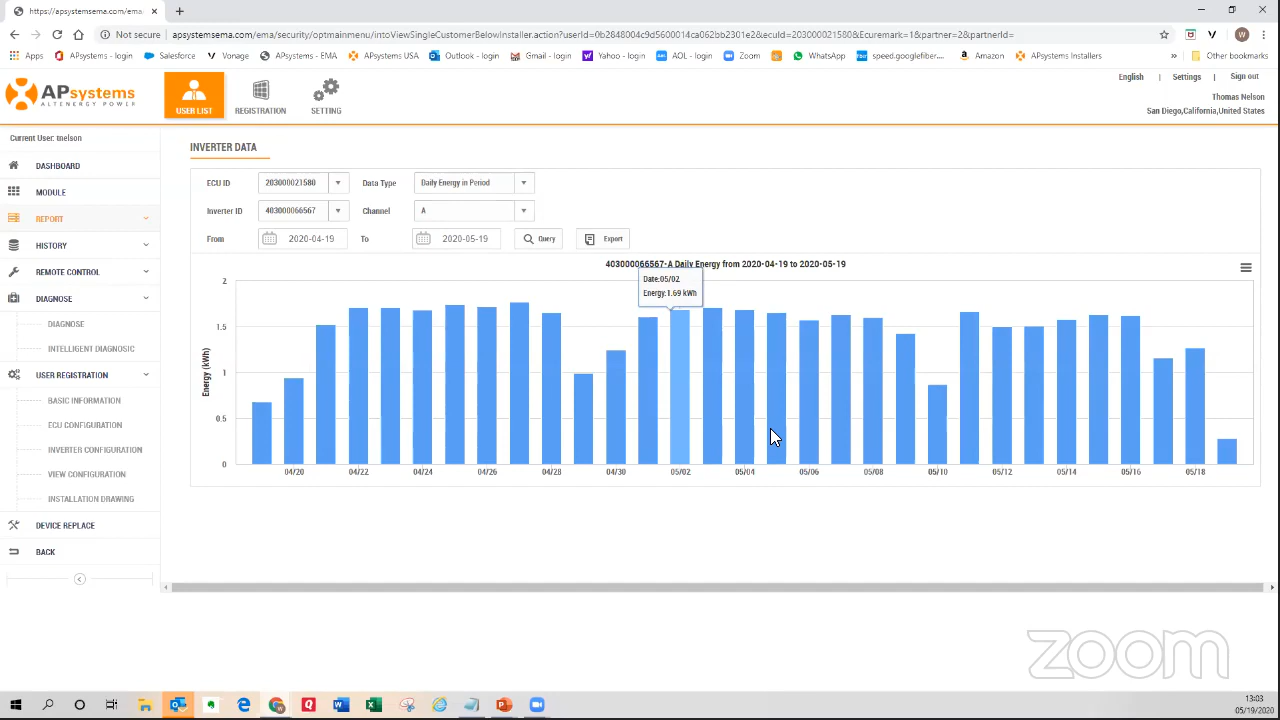 https://apsystemsema.com/ema/
Not secure
apsystemsema.com/ema/security/optmainmenu/intoViewSingleCustomerBelowInstaller.action?userId=0b2848004c9d5600014ca062bb2301e2&ecuId=203000021580&Ecuremark=1&partner=2&partnerId=
W
Apps APsystems - login Salesforce Vonage APsystems - EMA APsystems USA Outlook - login Gmail - login Yahoo - login AOL - login Zoom WhatsApp speed.googlefiber.... Amazon APsystems Installers » Other bookmarks
APsystems
ALTENERGY POWER
USER LIST
REGISTRATION
SETTING
English | Settings | Sign out
Thomas Nelson
San Diego,California,United States
Current User: tnelson
DASHBOARD
MODULE
REPORT
HISTORY
REMOTE CONTROL
DIAGNOSE
DIAGNOSE
INTELLIGENT DIAGNOSIC
USER REGISTRATION
BASIC INFORMATION
ECU CONFIGURATION
INVERTER CONFIGURATION
VIEW CONFIGURATION
INSTALLATION DRAWING
DEVICE REPLACE
BACK
INVERTER DATA
ECU ID 203000021580 Data Type Daily Energy in Period
Inverter ID 403000066567 Channel A
From 2020-04-19 To 2020-05-19 Query Export
403000066567-A Daily Energy from 2020-04-19 to 2020-05-19
Date:05/02
Energy:1.69 kWh
Energy (kWh)
2
1.5
1
0.5
0
04/20 04/22 04/24 04/26 04/28 04/30 05/02 05/04 05/06 05/08 05/10 05/12 05/14 05/16 05/18
zoom
13:03
05/19/2020